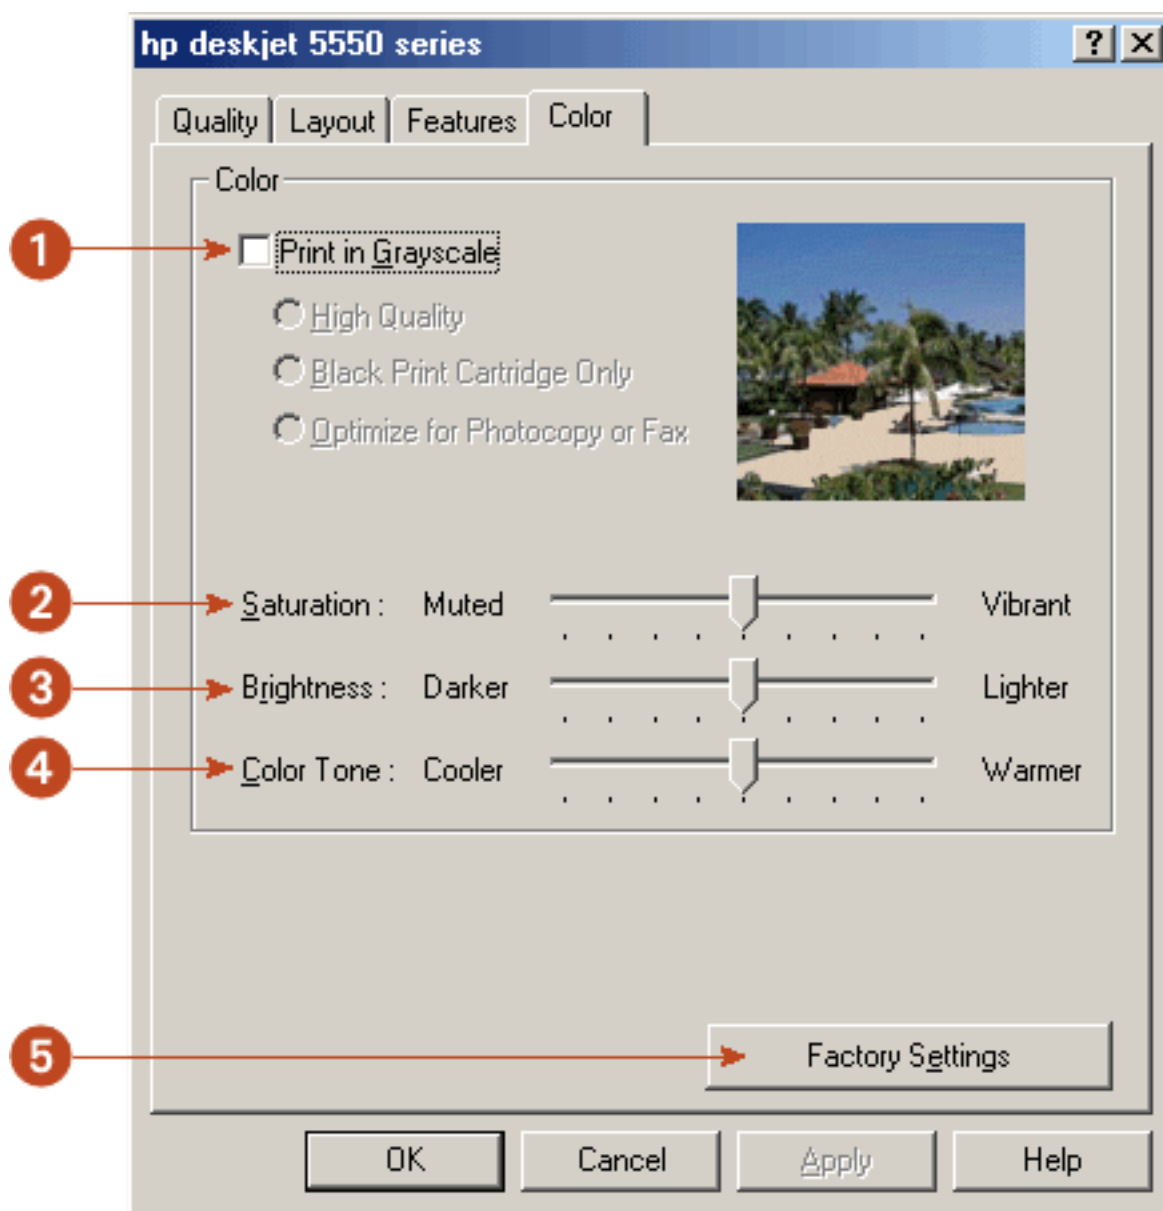 hp deskjet 5550 series
Quality Layout Features Color
Color
1 Print in Grayscale
High Quality
Black Print Cartridge Only
Optimize for Photocopy or Fax
2 Saturation : Muted Vibrant
3 Brightness : Darker Lighter
4 Color Tone : Cooler Warmer
5 Factory Settings
OK Cancel Apply Help